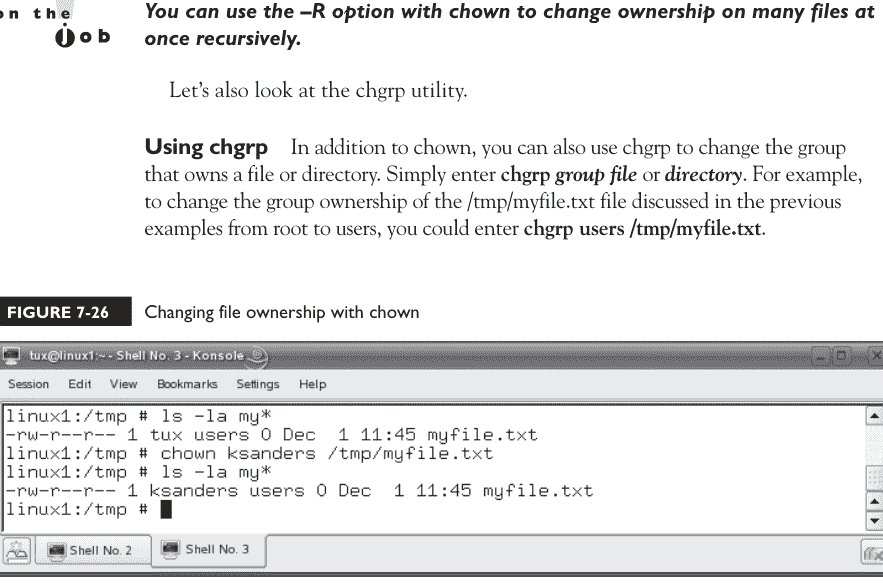 on the
job
You can use the –R option with chown to change ownership on many files at
once recursively.
Let's also look at the chgrp utility.
Using chgrp In addition to chown, you can also use chgrp to change the group
that owns a file or directory. Simply enter chgrp group file or directory. For example,
to change the group ownership of the /tmp/myfile.txt file discussed in the previous
examples from root to users, you could enter chgrp users /tmp/myfile.txt.
FIGURE 7-26 Changing file ownership with chown
tux@linux1:~ - Shell No. 3 - Konsole
Session Edit View Bookmarks Settings Help
linux1:/tmp # ls -la my*
-rw-r--r-- 1 tux users 0 Dec  1 11:45 myfile.txt
linux1:/tmp # chown ksanders /tmp/myfile.txt
linux1:/tmp # ls -la my*
-rw-r--r-- 1 ksanders users 0 Dec  1 11:45 myfile.txt
linux1:/tmp #
Shell No. 2 Shell No. 3